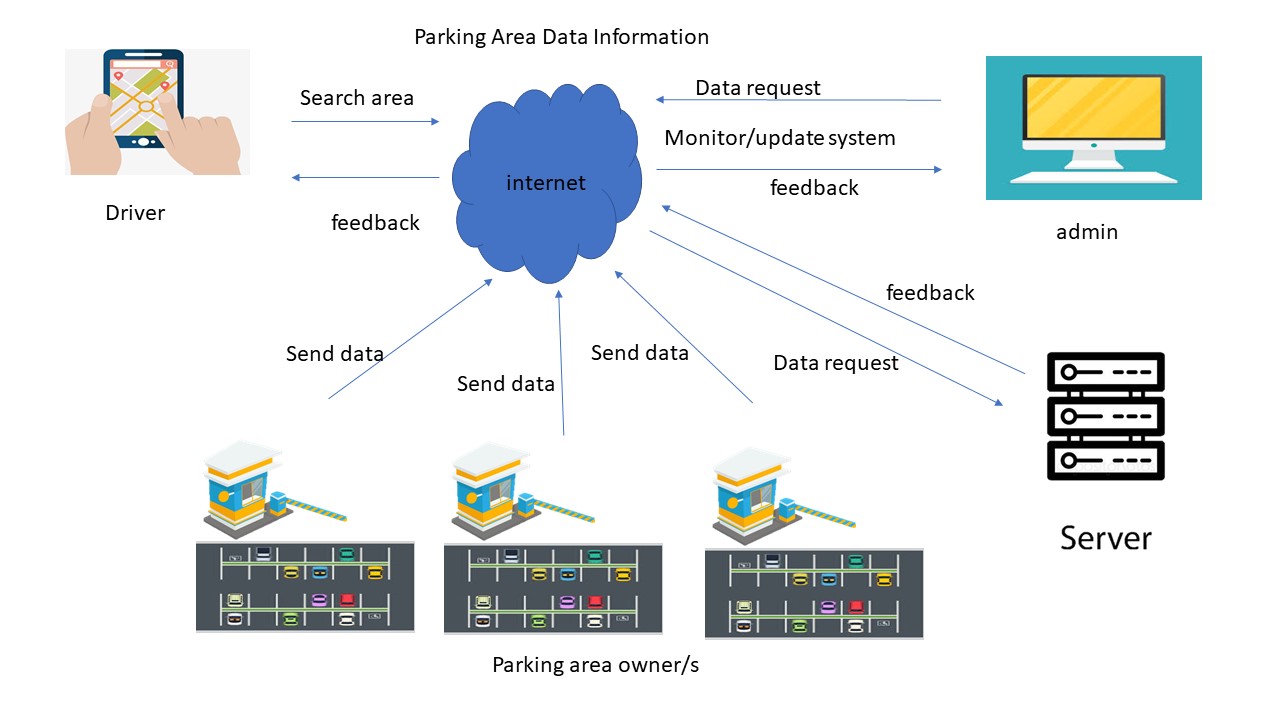 Parking Area Data Information
Search area
Data request
Monitor/update system
internet
feedback
Driver
feedback
admin
feedback
Send data
Send data
Send data
Data request
Server
Parking area owner/s